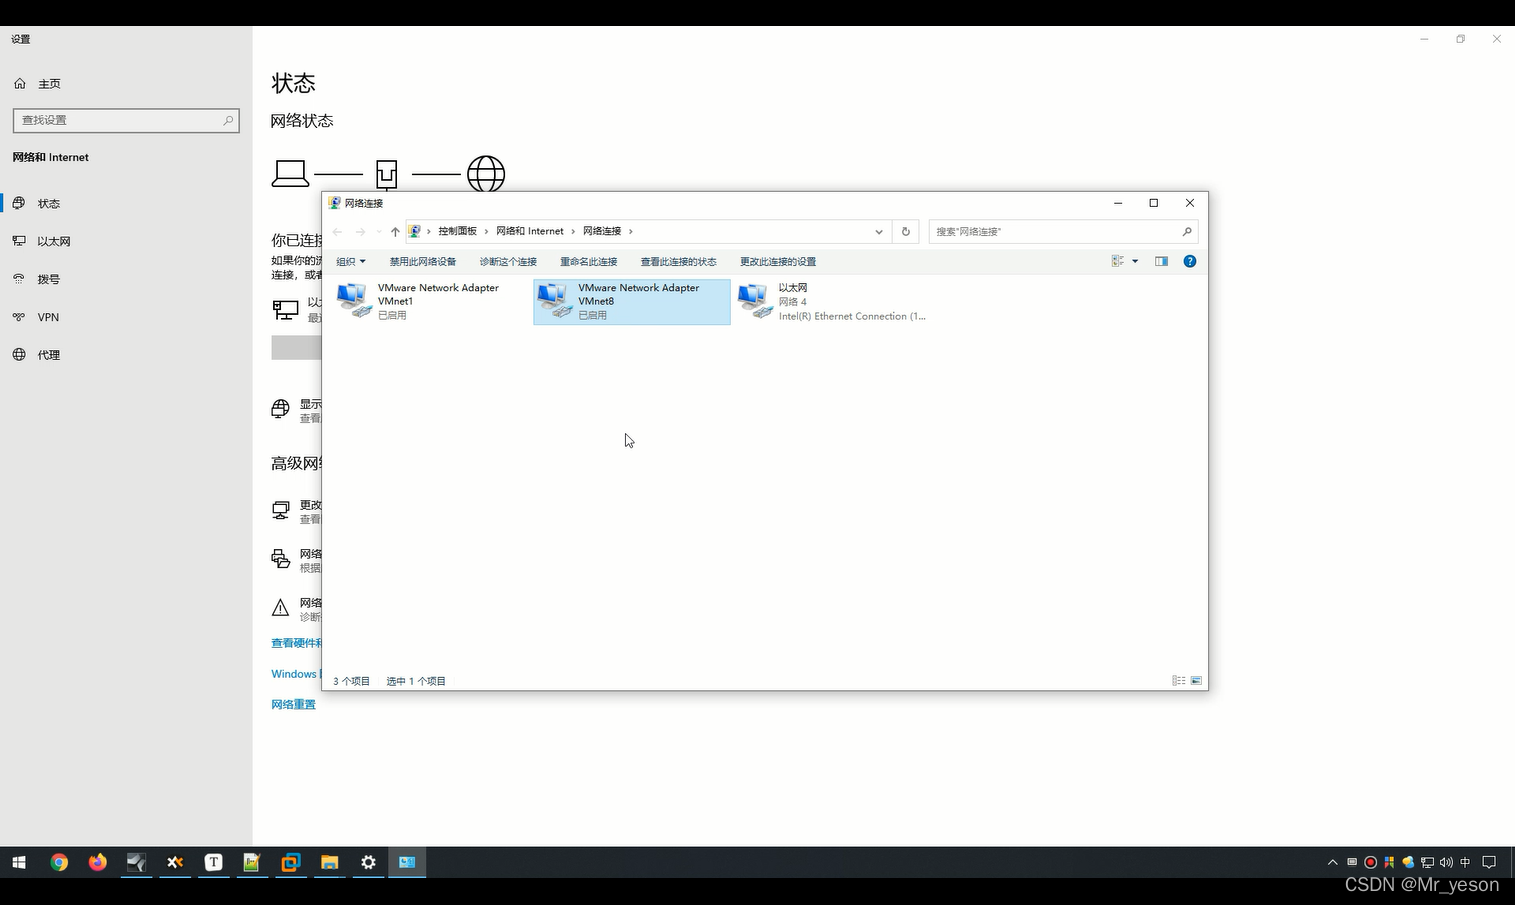 设置
主页
查找设置
网络和 Internet
状态
以太网
拨号
VPN
代理
状态
网络状态
你已连接
如果你的流
连接，或者
以
最近
显示
查看
高级网络
更改
查看
网络
根据
网络
诊断
查看硬件和
Windows
网络重置
网络连接
控制面板 › 网络和 Internet › 网络连接 ›
搜索"网络连接"
组织 禁用此网络设备 诊断这个连接 重命名此连接 查看此连接的状态 更改此连接的设置
VMware Network Adapter
VMnet1
已启用
VMware Network Adapter
VMnet8
已启用
以太网
网络 4
Intel(R) Ethernet Connection (1...
3 个项目 选中 1 个项目
中
CSDN @Mr_yeson